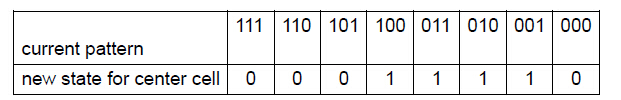 111 110 101 100 011 010 001 000
current pattern
new state for center cell 0 0 0 1 1 1 1 0